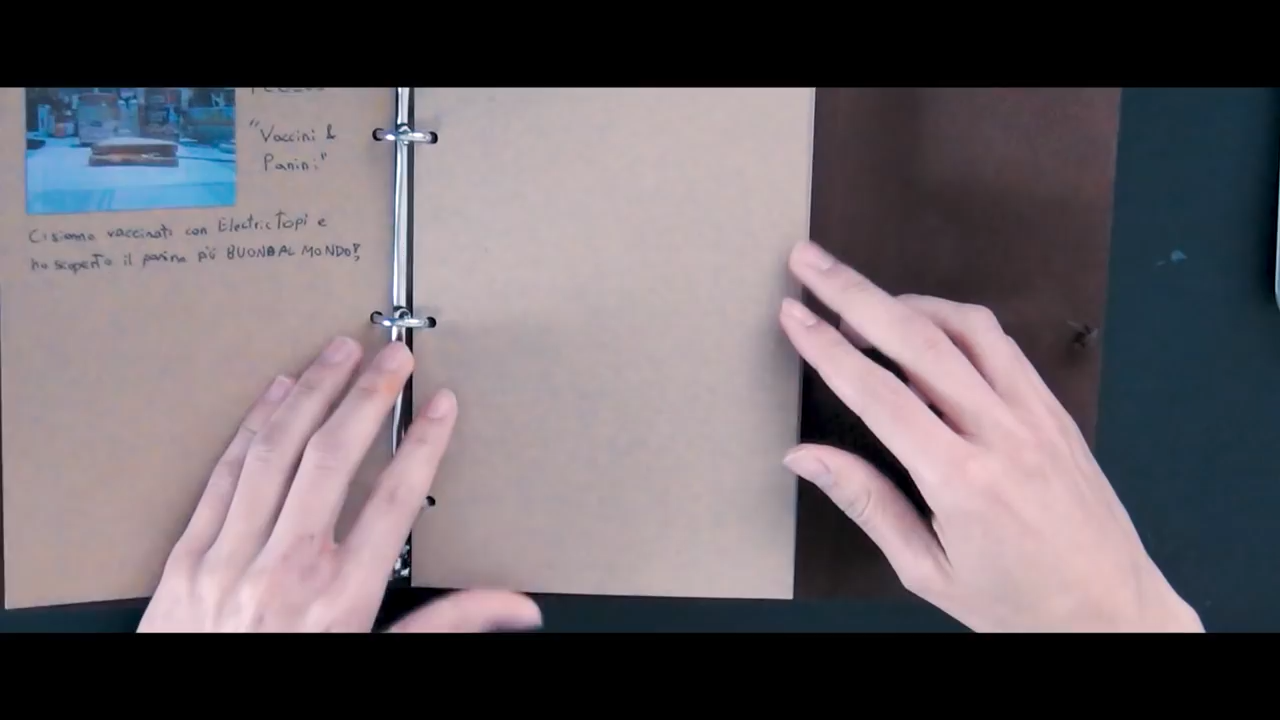 "Vaccini &
Panini"
Ci siamo vaccinati con ElectricTopi e
ho scoperto il panino più BUONO AL MONDO!